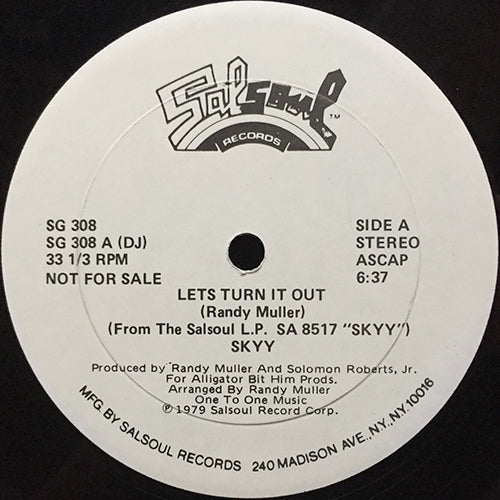 Salsoul TM
RECORDS
SG 308
SG 308 A (DJ)
33 1/3 RPM
NOT FOR SALE
SIDE A
STEREO
ASCAP
6:37
LETS TURN IT OUT
(Randy Muller)
(From The Salsoul L.P. SA 8517 "SKYY")
SKYY
Produced by Randy Muller And Solomon Roberts, Jr.
For Alligator Bit Him Prods.
Arranged By Randy Muller
One To One Music
℗ 1979 Salsoul Record Corp.
MFG. BY SALSOUL RECORDS 240 MADISON AVE., NY., NY. 10016